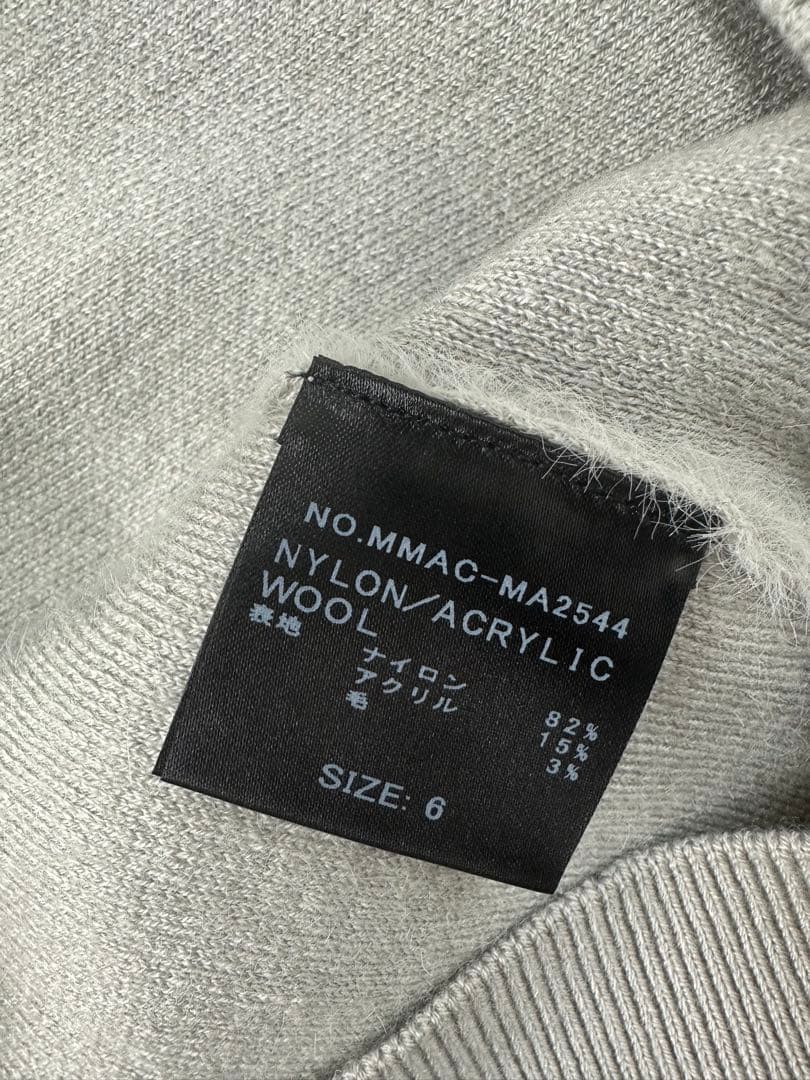 NO.MMAC-MA2544
NYLON/ACRYLIC
WOOL
表地
ナイロン 82%
アクリル 15%
毛 3%
SIZE: 6